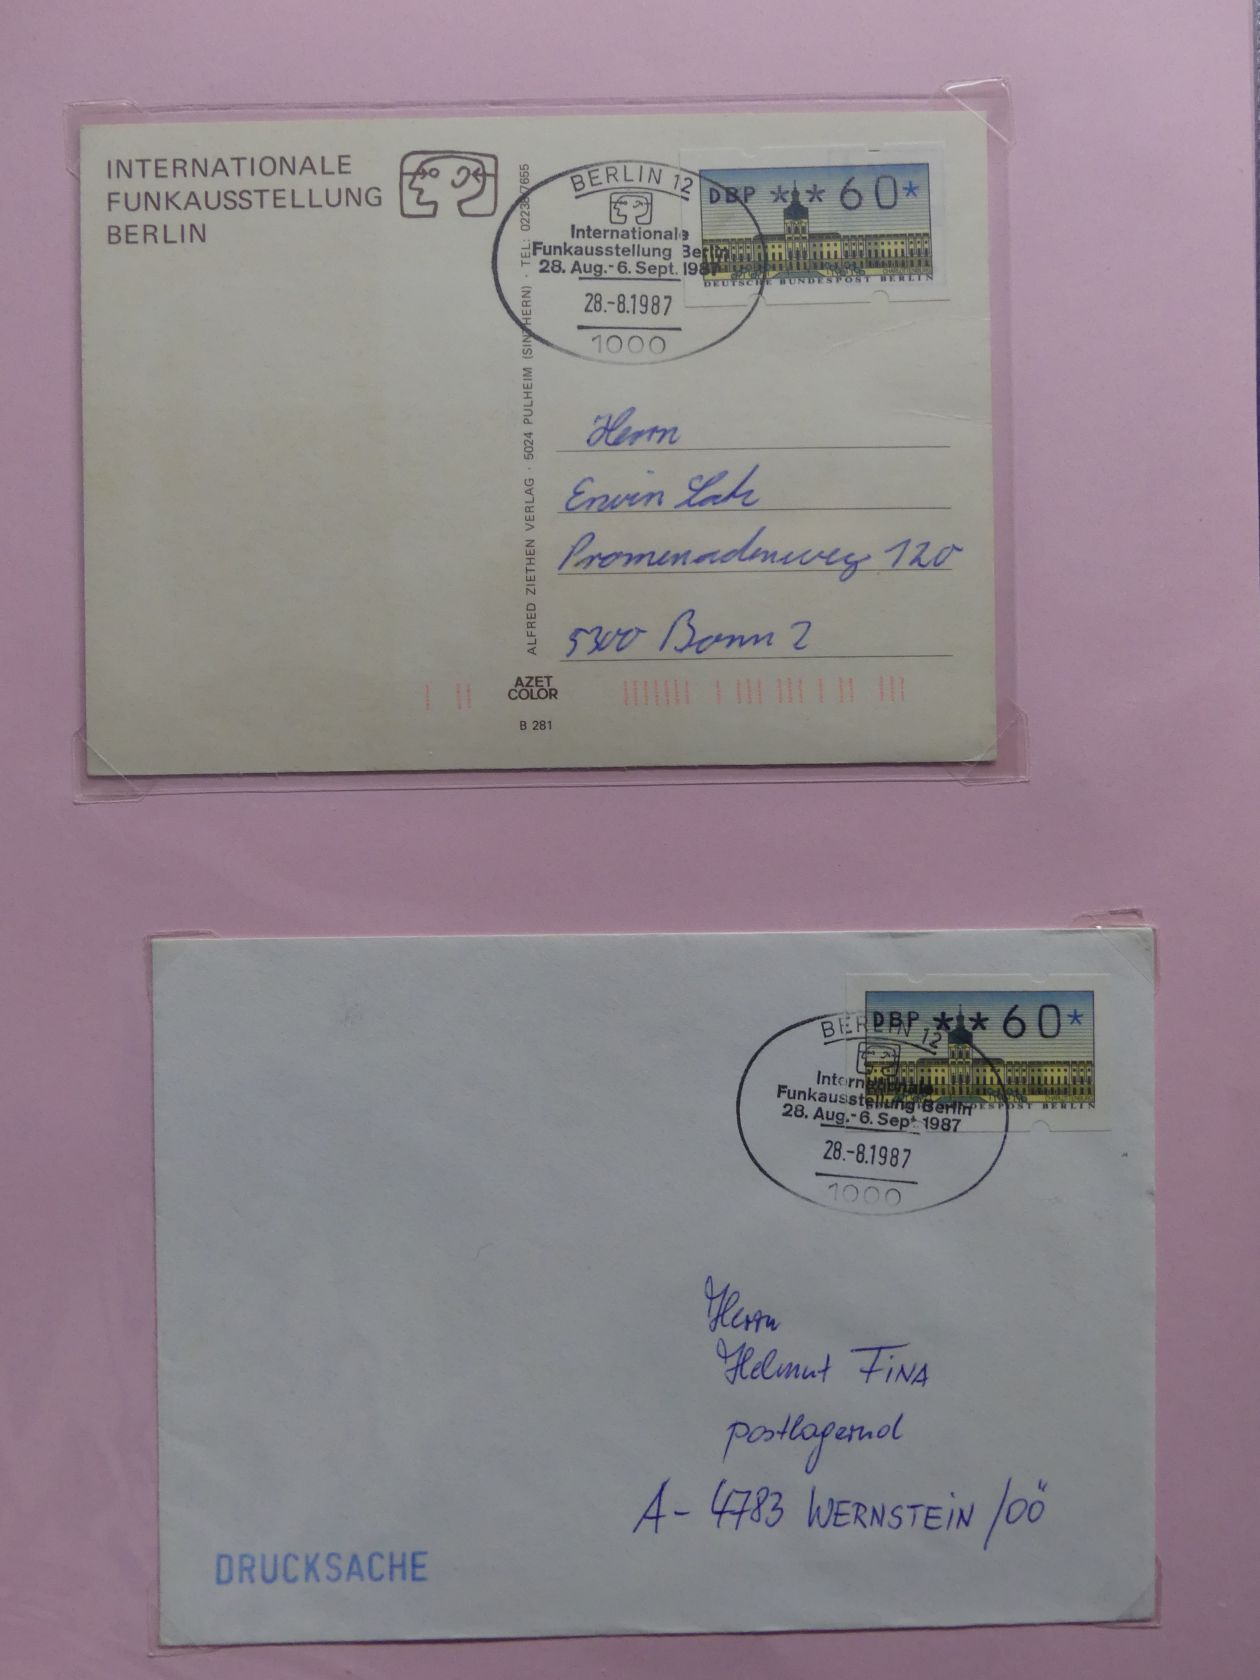 INTERNATIONALE
FUNKAUSSTELLUNG
BERLIN
BERLIN 12
Internationale
Funkausstellung Berlin
28. Aug.-6. Sept. 1987
28.-8.1987
1000
DBP ** 60*
DEUTSCHE BUNDESPOST BERLIN
ALFRED ZIETHEN VERLAG · 5024 PULHEIM (SINTHERN) · TEL: 02238/7655
Herrn
Erwin
Promenadenweg 120
5300 Bonn 2
AZET
COLOR
B 281
BERLIN 12
Internationale
Funkausstellung Berlin
28. Aug.-6. Sept. 1987
28.-8.1987
1000
DBP ** 60*
DESPOST BERLIN
Herrn
Helmut FINA
postlagernd
A- 4783 WERNSTEIN /OÖ
DRUCKSACHE